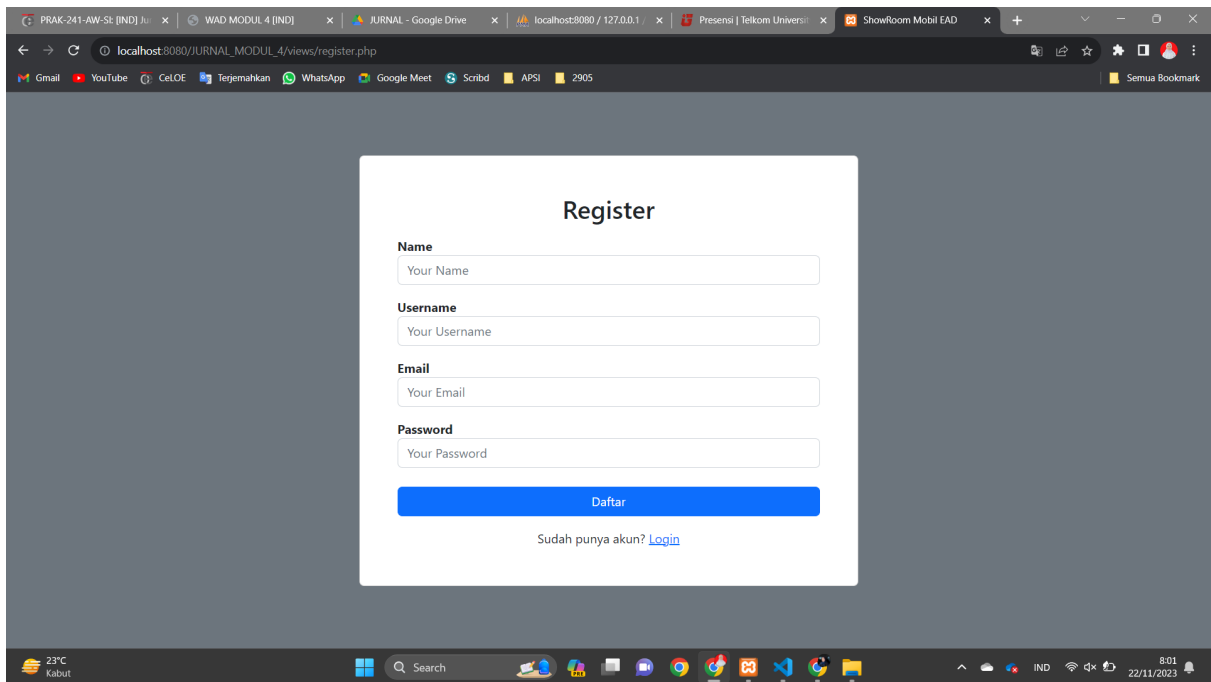 PRAK-241-AW-SI: [IND] Ju
WAD MODUL 4 [IND]
JURNAL - Google Drive
localhost:8080 / 127.0.0.1 /
Presensi | Telkom Universit
ShowRoom Mobil EAD
localhost:8080/JURNAL_MODUL_4/views/register.php
Gmail
YouTube
CeLOE
Terjemahkan
WhatsApp
Google Meet
Scribd
APSI
2905
Semua Bookmark
Register
Name
Your Name
Username
Your Username
Email
Your Email
Password
Your Password
Daftar
Sudah punya akun? Login
23°C
Kabut
Search
PRE
IND
8:01
22/11/2023